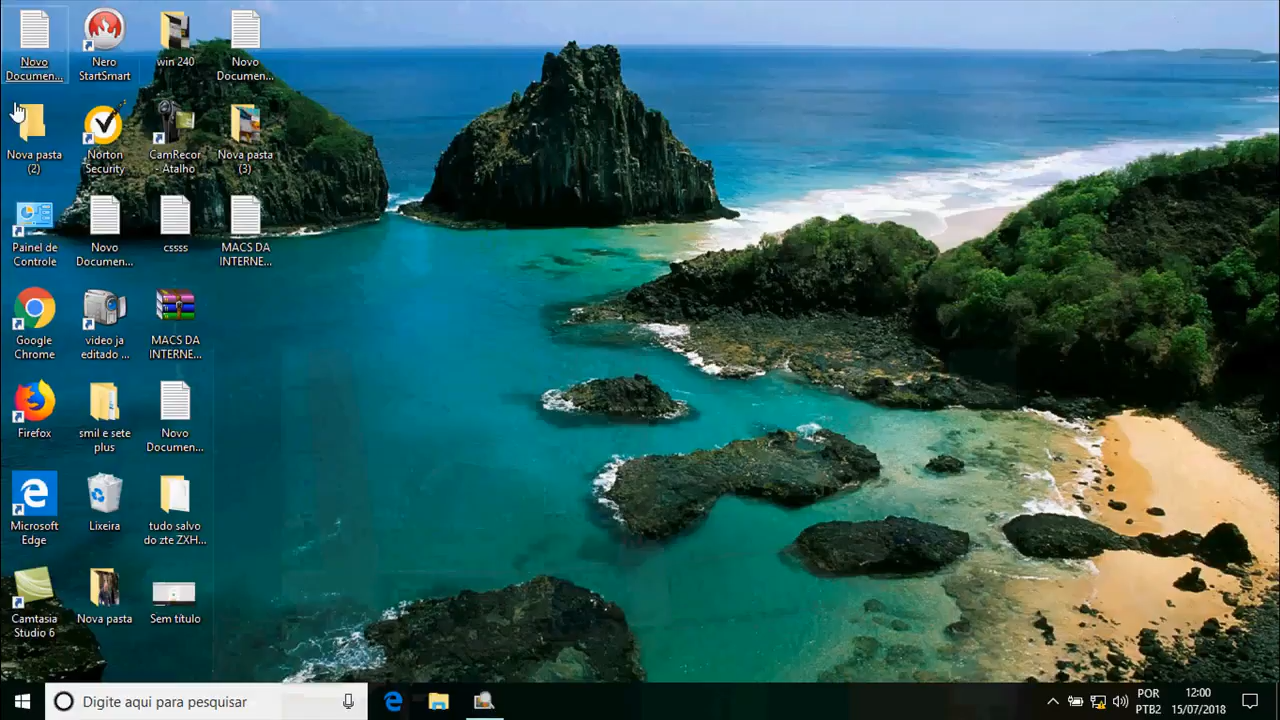 Novo
Documen...
Nero
StartSmart
win 240
Novo
Documen...
Nova pasta
(2)
Norton
Security
CamRecor
- Atalho
Nova pasta
(3)
Painel de
Controle
Novo
Documen...
cssss
MACS DA
INTERNE...
Google
Chrome
video ja
editado ...
MACS DA
INTERNE...
Firefox
smil e sete
plus
Novo
Documen...
Microsoft
Edge
Lixeira
tudo salvo
do zte ZXH...
Camtasia
Studio 6
Nova pasta
Sem título
Digite aqui para pesquisar
POR
PTB2
12:00
15/07/2018